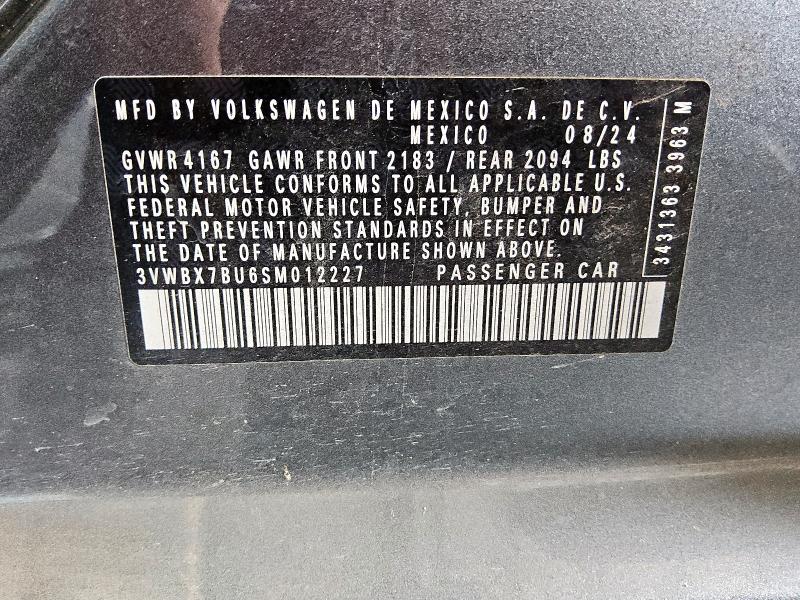 MFD BY VOLKSWAGEN DE MEXICO S.A. DE C.V.
MEXICO 08/24
GVWR 4167 GAWR FRONT 2183 / REAR 2094 LBS
THIS VEHICLE CONFORMS TO ALL APPLICABLE U.S.
FEDERAL MOTOR VEHICLE SAFETY, BUMPER AND
THEFT PREVENTION STANDARDS IN EFFECT ON
THE DATE OF MANUFACTURE SHOWN ABOVE.
3VWBX7BU6SM012227 PASSENGER CAR
3431363 3963 M